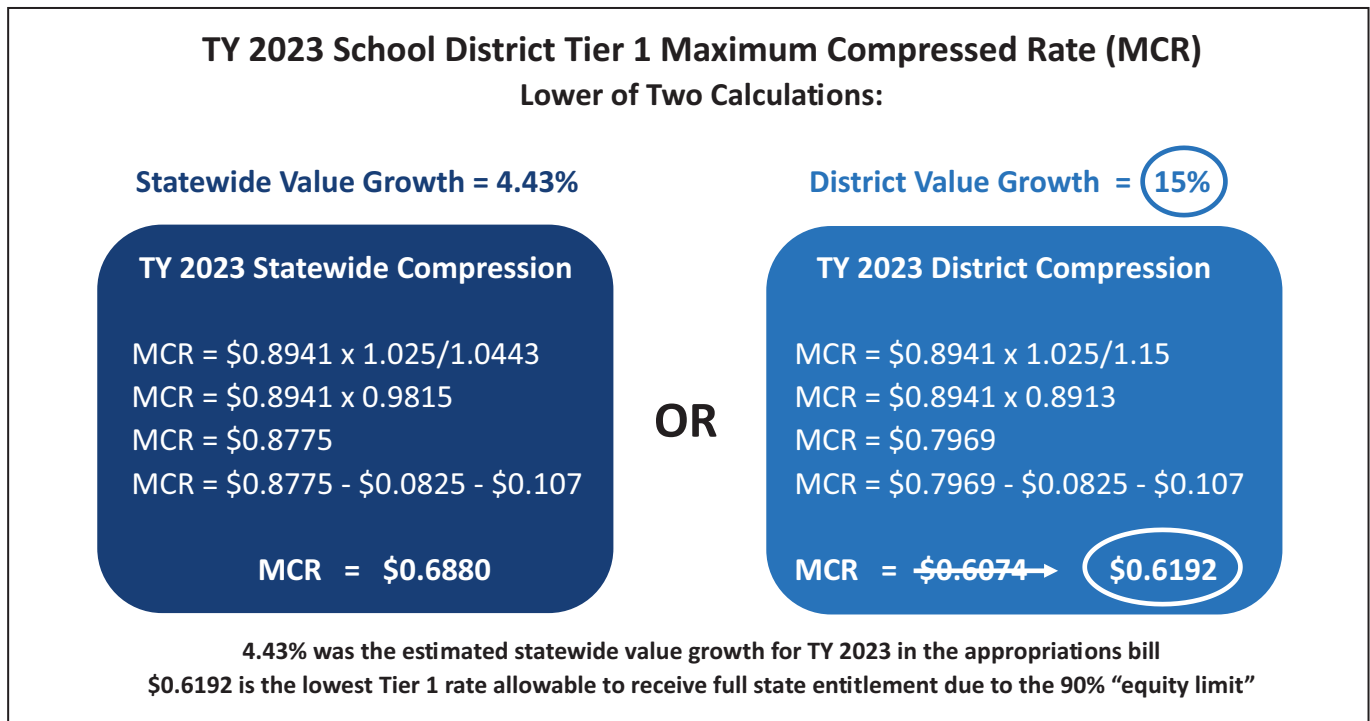 TY 2023 School District Tier 1 Maximum Compressed Rate (MCR)
Lower of Two Calculations:
Statewide Value Growth = 4.43%
TY 2023 Statewide Compression
MCR = $0.8941 x 1.025/1.0443
MCR = $0.8941 x 0.9815
MCR = $0.8775
MCR = $0.8775 - $0.0825 - $0.107
MCR = $0.6880
OR
District Value Growth = 15%
TY 2023 District Compression
MCR = $0.8941 x 1.025/1.15
MCR = $0.8941 x 0.8913
MCR = $0.7969
MCR = $0.7969 - $0.0825 - $0.107
MCR = $0.6074 $0.6192
4.43% was the estimated statewide value growth for TY 2023 in the appropriations bill
$0.6192 is the lowest Tier 1 rate allowable to receive full state entitlement due to the 90% “equity limit”